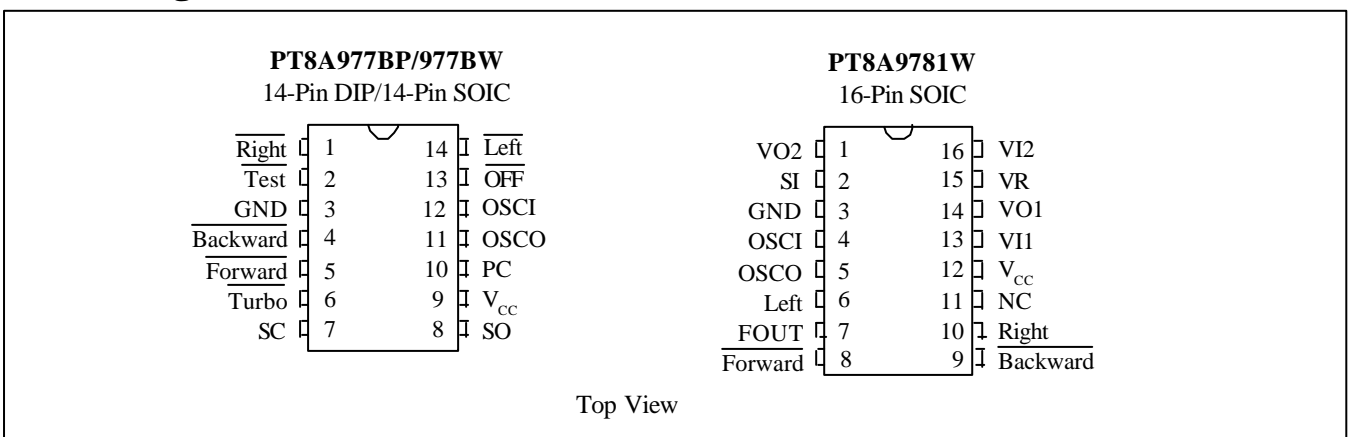 PT8A977BP/977BW
14-Pin DIP/14-Pin SOIC
Right 1 14 Left
Test 2 13 OFF
GND 3 12 OSCI
Backward 4 11 OSCO
Forward 5 10 PC
Turbo 6 9 VCC
SC 7 8 SO
PT8A9781W
16-Pin SOIC
VO2 1 16 VI2
SI 2 15 VR
GND 3 14 VO1
OSCI 4 13 VI1
OSCO 5 12 VCC
Left 6 11 NC
FOUT 7 10 Right
Forward 8 9 Backward
Top View